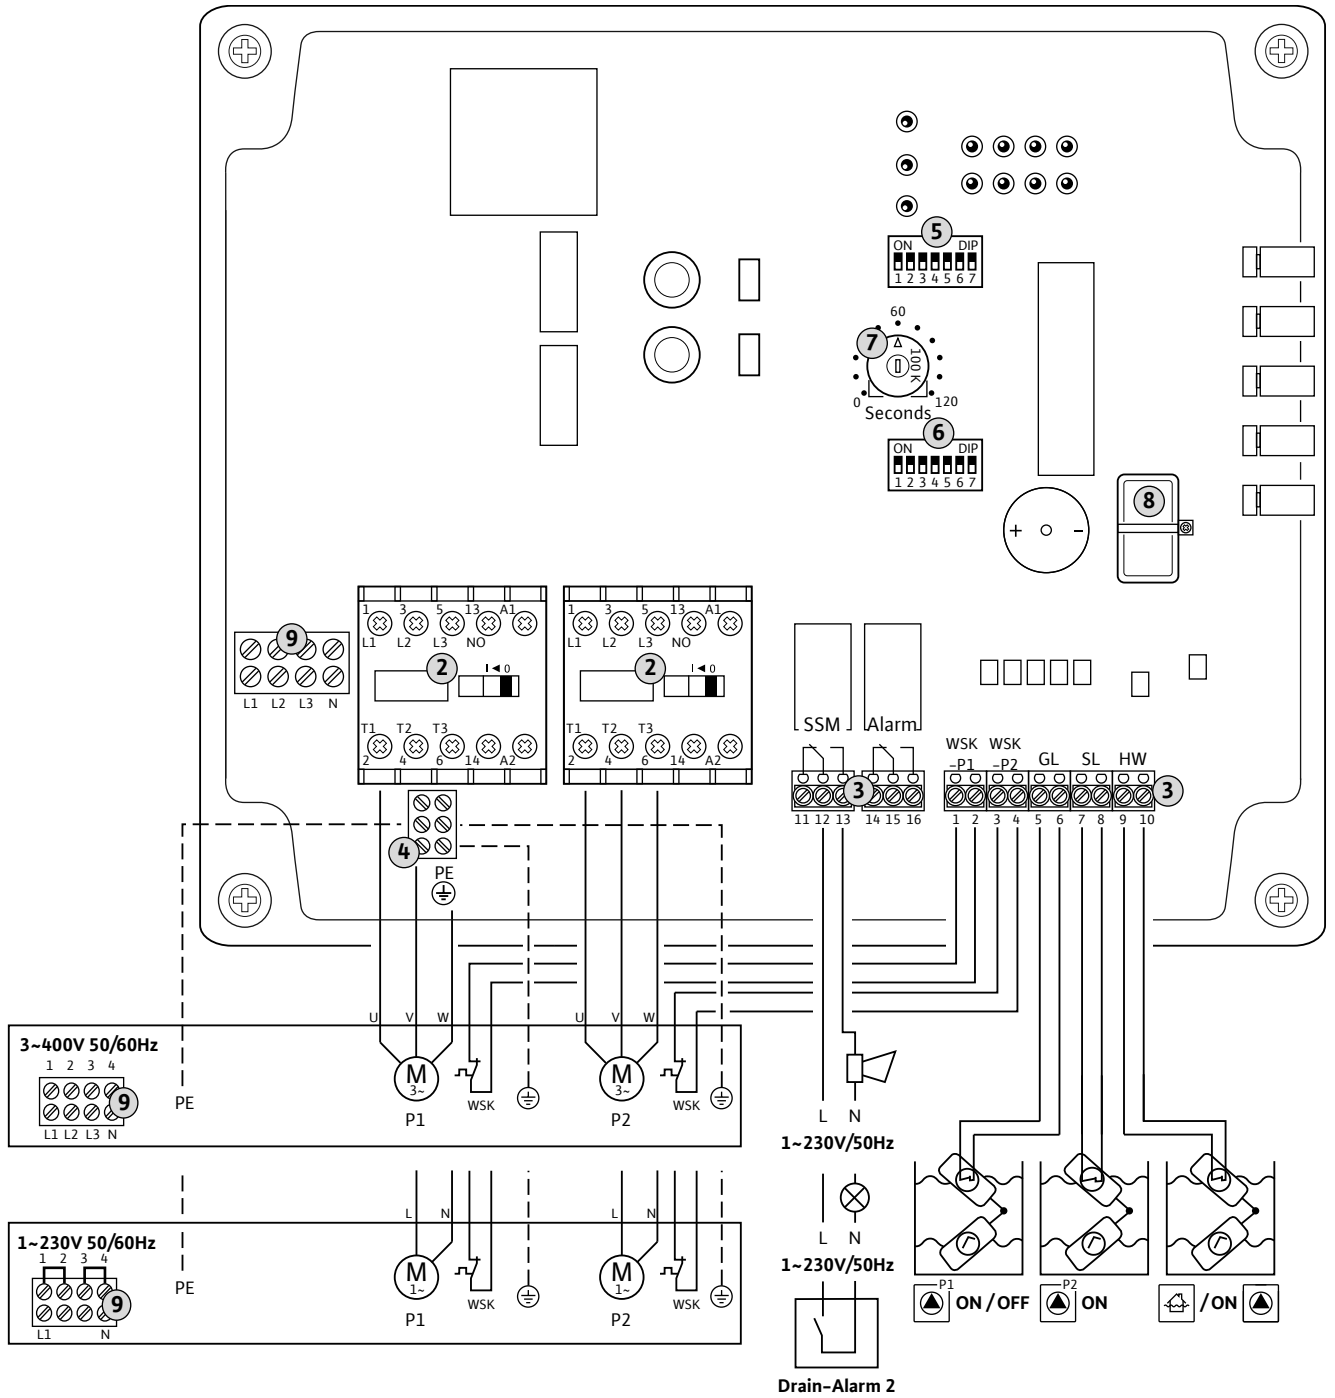 5
ON DIP
1 2 3 4 5 6 7
60
7
100 K
0 120
Seconds
6
ON DIP
1 2 3 4 5 6 7
8
+ -
9
L1 L2 L3 N
1 3 5 13 A1
L1 L2 L3 NO
2
I ◄ 0
T1 T2 T3
2 4 6 14 A2
1 3 5 13 A1
L1 L2 L3 NO
2
I ◄ 0
T1 T2 T3
2 4 6 14 A2
SSM Alarm
3
11 12 13 14 15 16
WSK -P1 WSK -P2 GL SL HW
3
1 2 3 4 5 6 7 8 9 10
4
PE
U V W U V W
3~400V 50/60Hz
1 2 3 4
9
L1 L2 L3 N
PE
M 3~
P1
WSK
M 3~
P2
WSK
L N
1~230V/50Hz
L N
1~230V/50Hz
Drain-Alarm 2
L N L N
1~230V 50/60Hz
1 2 3 4
9
L1 N
PE
M 1~
P1
WSK
M 1~
P2
WSK
P1 ON / OFF
P2 ON
/ ON